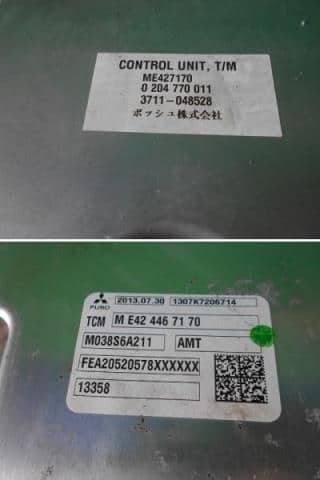 CONTROL UNIT, T/M
ME427170
0 204 770 011
3711-048528
ボッシュ株式会社
FUSO 2013.07.30 1307K7206714
TCM M E42 446 71 70
M038S6A211 AMT
FEA20520578XXXXXX
13358